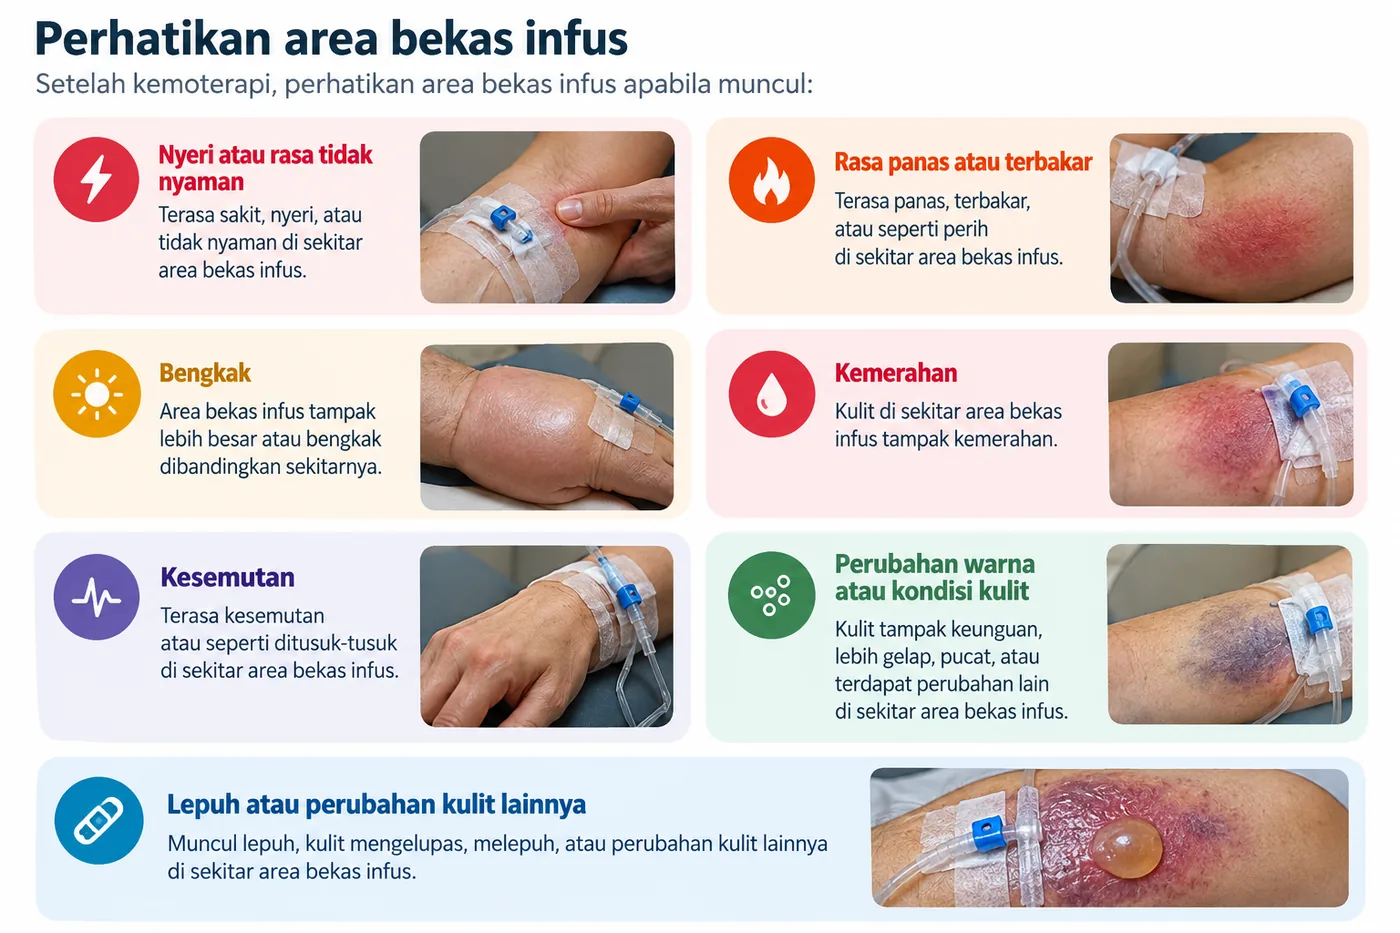 Perhatikan area bekas infus
Setelah kemoterapi, perhatikan area bekas infus apabila muncul:
Nyeri atau rasa tidak
nyaman
Terasa sakit, nyeri, atau
tidak nyaman di sekitar
area bekas infus.
Rasa panas atau terbakar
Terasa panas, terbakar,
atau seperti perih
di sekitar area bekas infus.
Bengkak
Area bekas infus tampak
lebih besar atau bengkak
dibandingkan sekitarnya.
Kemerahan
Kulit di sekitar area bekas
infus tampak kemerahan.
Kesemutan
Terasa kesemutan
atau seperti ditusuk-tusuk
di sekitar area bekas infus.
Perubahan warna
atau kondisi kulit
Kulit tampak keunguan,
lebih gelap, pucat, atau
terdapat perubahan lain
di sekitar area bekas infus.
Lepuh atau perubahan kulit lainnya
Muncul lepuh, kulit mengelupas, melepuh, atau perubahan kulit lainnya
di sekitar area bekas infus.